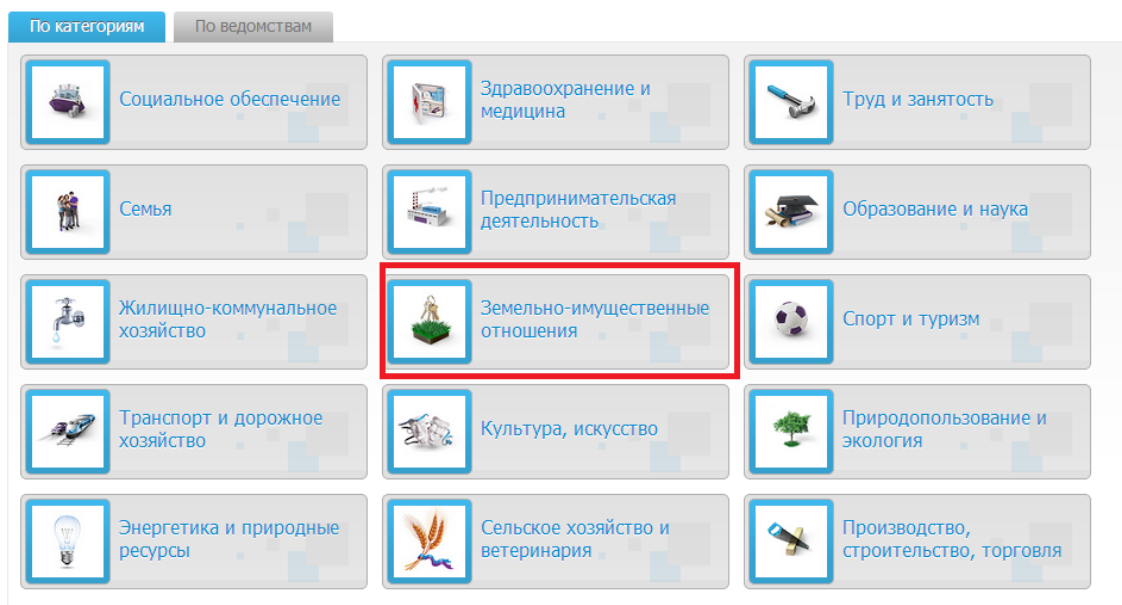 По категориям
По ведомствам
Социальное обеспечение
Здравоохранение и
медицина
Труд и занятость
Семья
Предпринимательская
деятельность
Образование и наука
Жилищно-коммунальное
хозяйство
Земельно-имущественные
отношения
Спорт и туризм
Транспорт и дорожное
хозяйство
Культура, искусство
Природопользование и
экология
Энергетика и природные
ресурсы
Сельское хозяйство и
ветеринария
Производство,
строительство, торговля